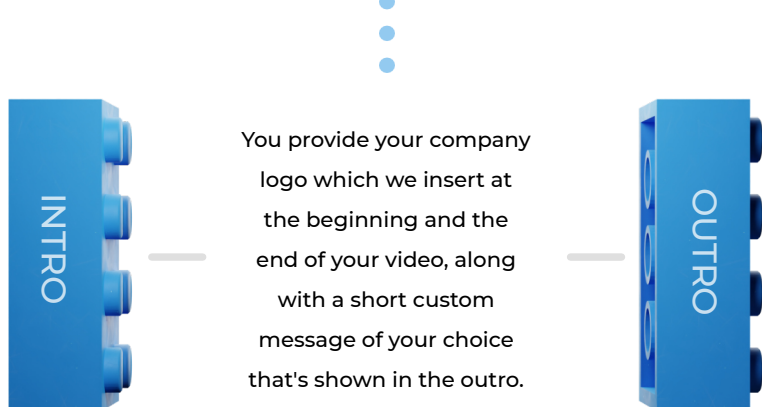 INTRO
You provide your company
logo which we insert at
the beginning and the
end of your video, along
with a short custom
message of your choice
that's shown in the outro.
OUTRO